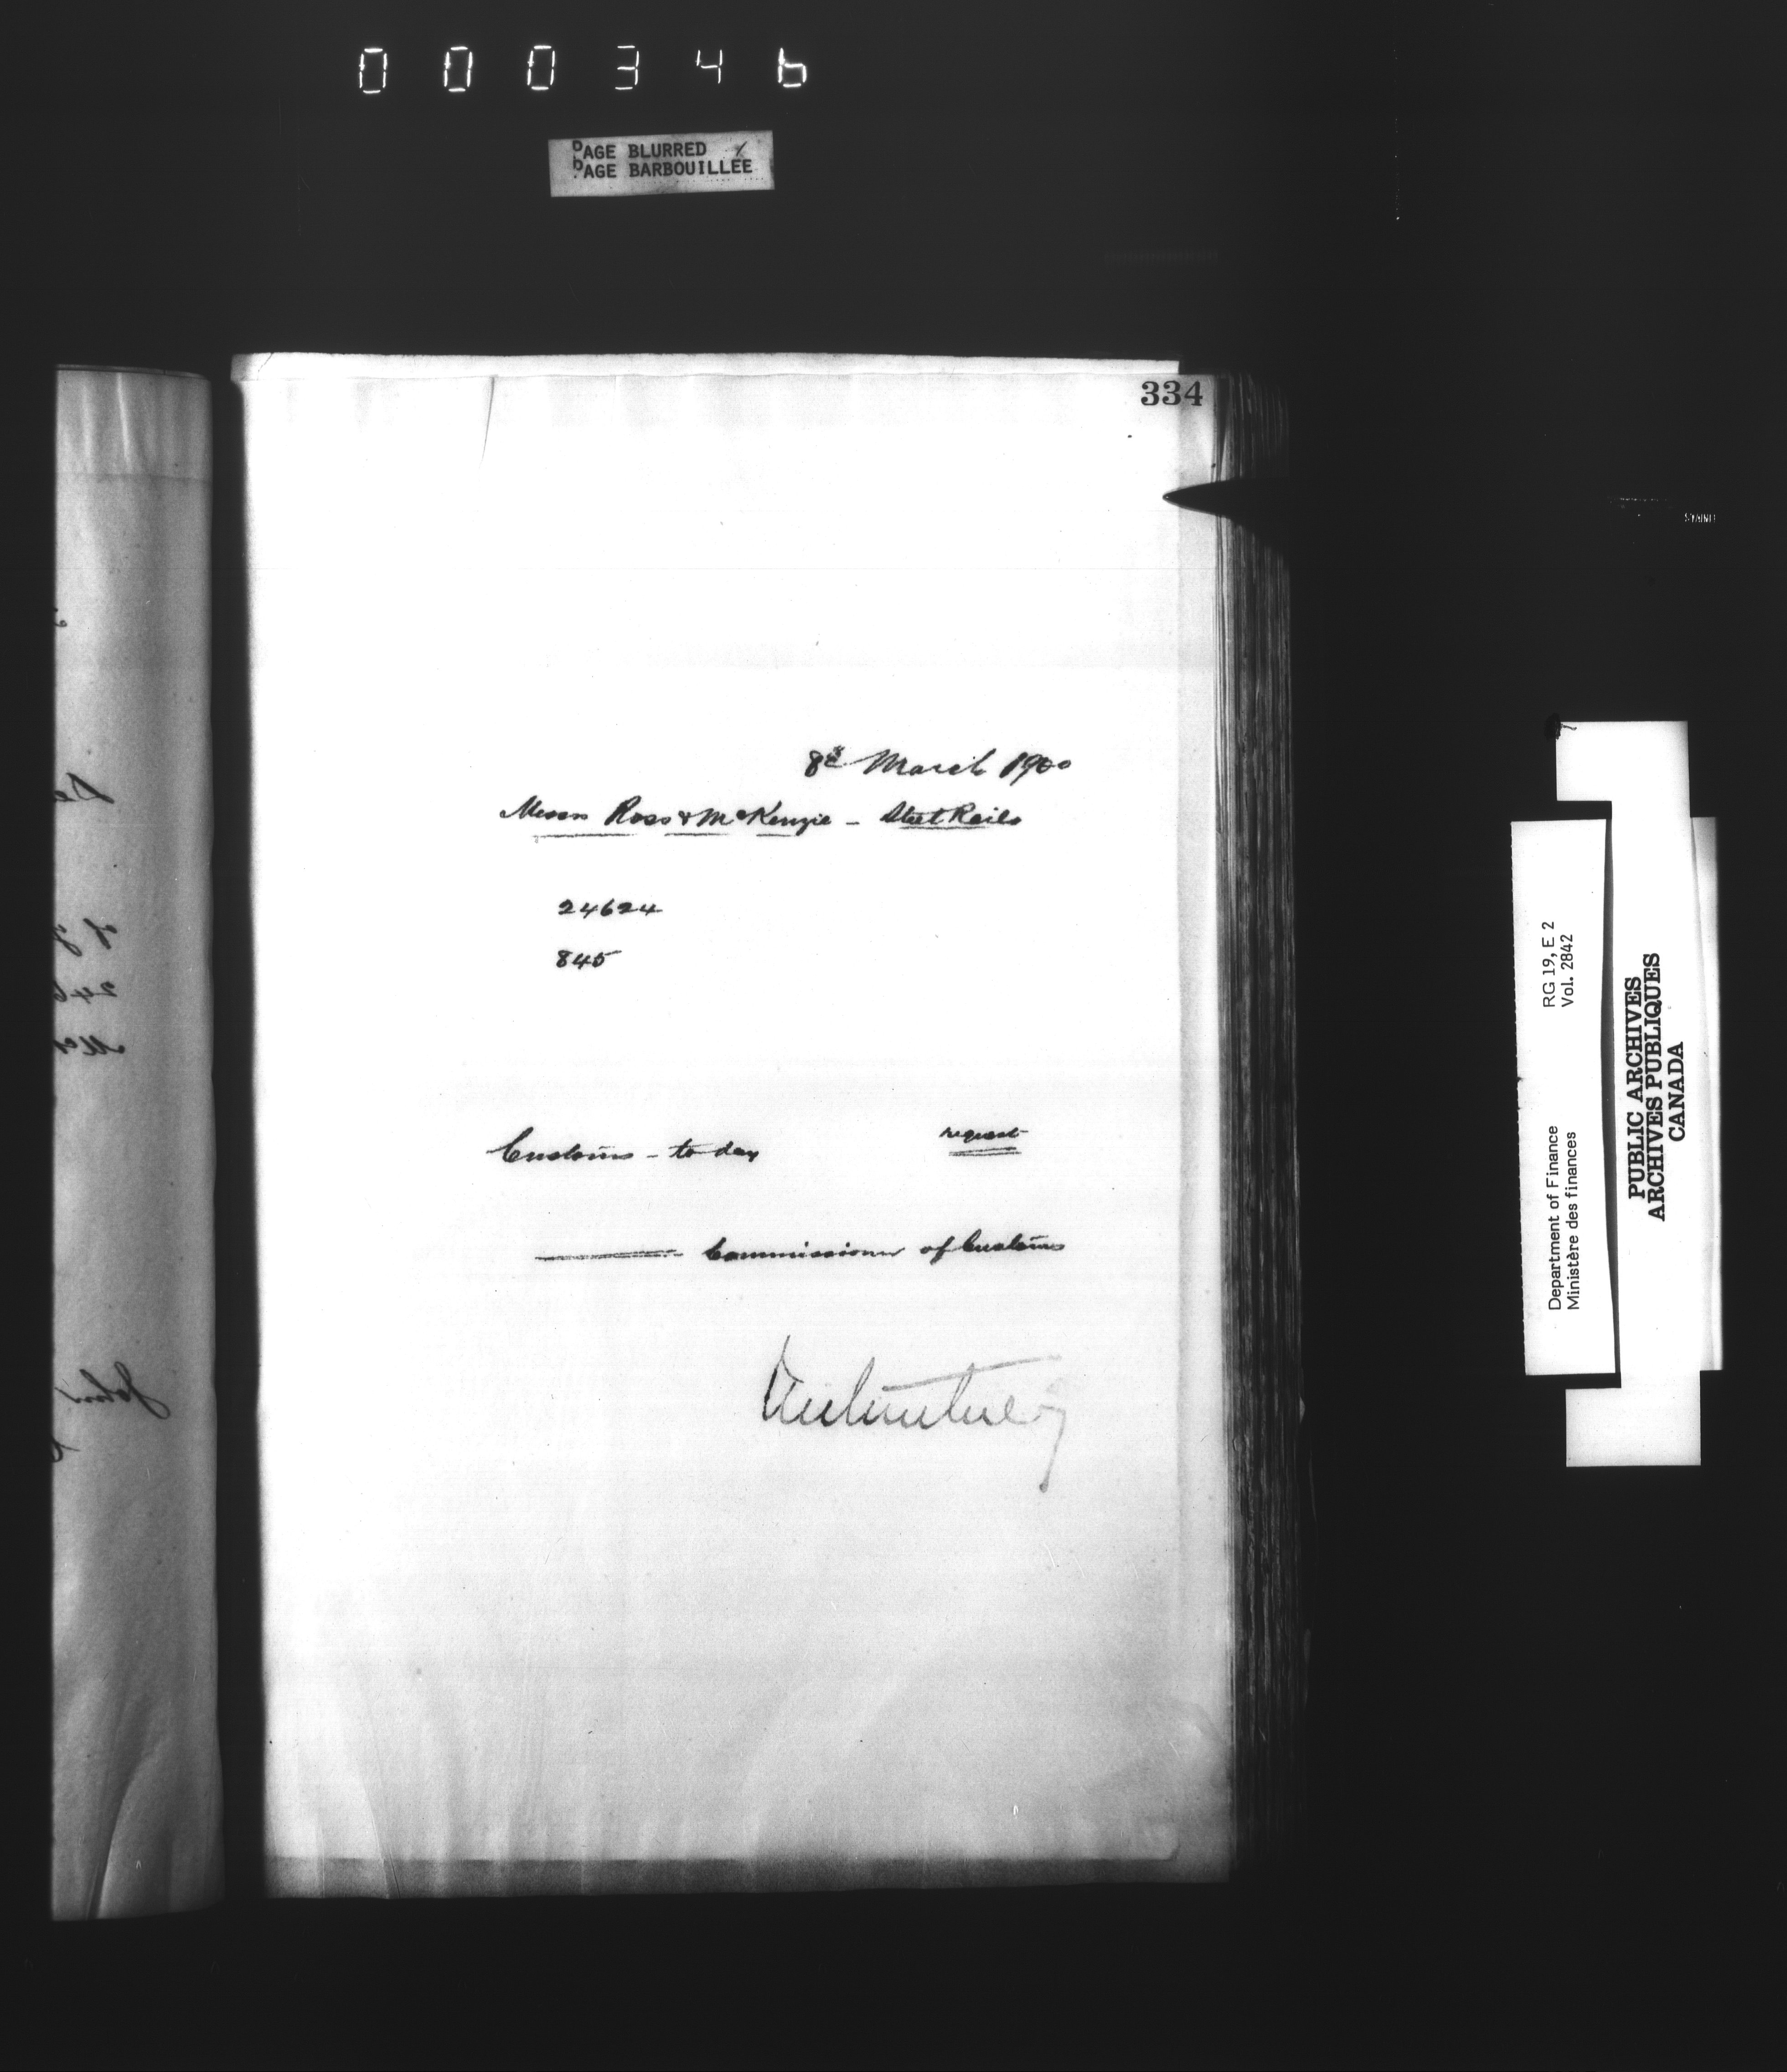 000346
PAGE BLURRED
PAGE BARBOUILLÉE
334
8th March 1900
Messrs Ross & McKenzie – Steel Rails
24624
845
request
Customs – to day
Commissioner of Customs
RG 19, E 2
Vol. 2842
Department of Finance
Ministère des finances
PUBLIC ARCHIVES
ARCHIVES PUBLIQUES
CANADA